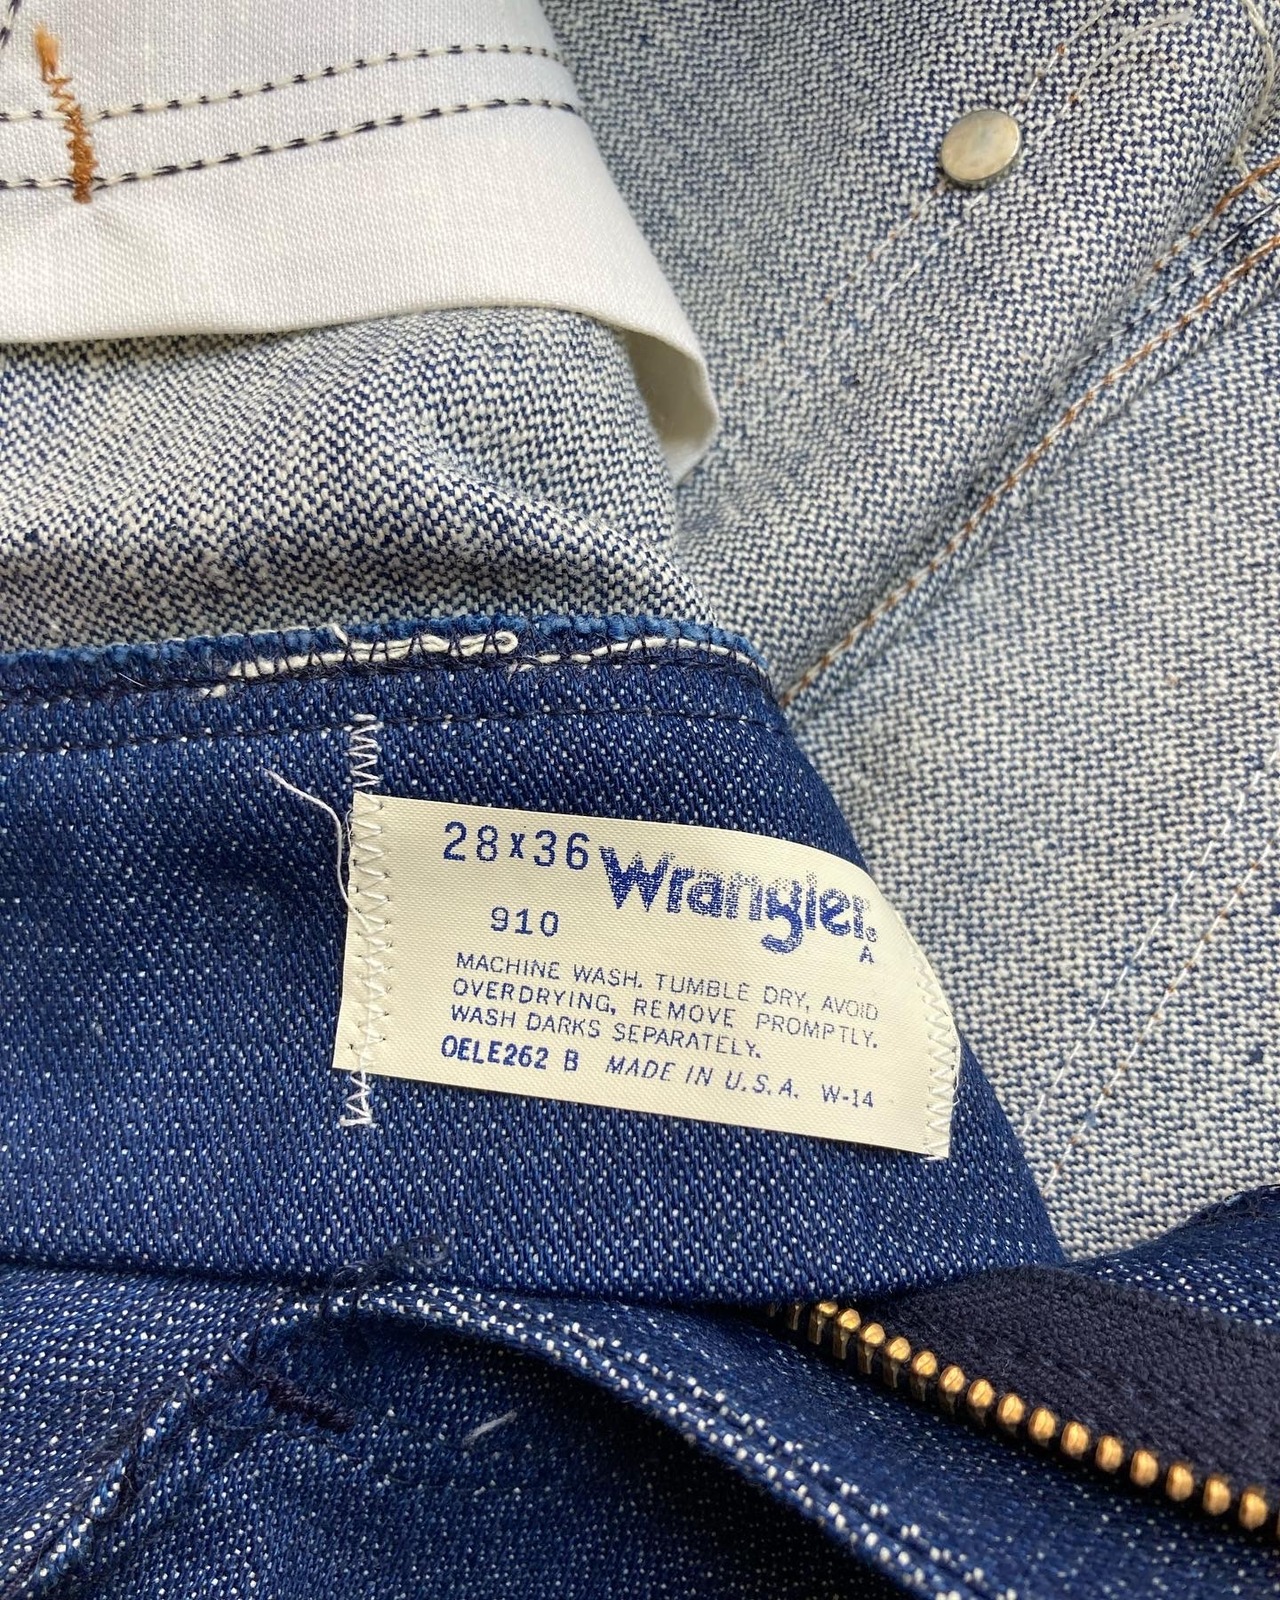 28x36 Wrangler®
910
A
MACHINE WASH. TUMBLE DRY, AVOID
OVERDRYING, REMOVE PROMPTLY.
WASH DARKS SEPARATELY.
OELE262 B MADE IN U.S.A. W-14